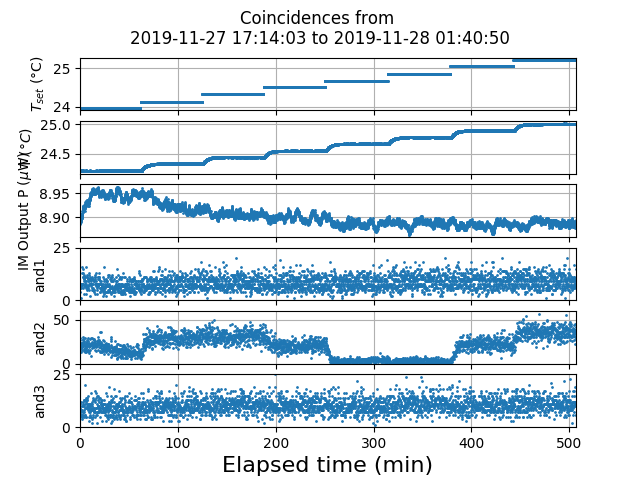 Coincidences from
2019-11-27 17:14:03 to 2019-11-28 01:40:50
T_set (°C)
25
24
(°C)
25.0
24.5
IM Output P (μW)
8.95
8.90
and1
25
0
and2
50
0
and3
25
0
0 100 200 300 400 500
Elapsed time (min)